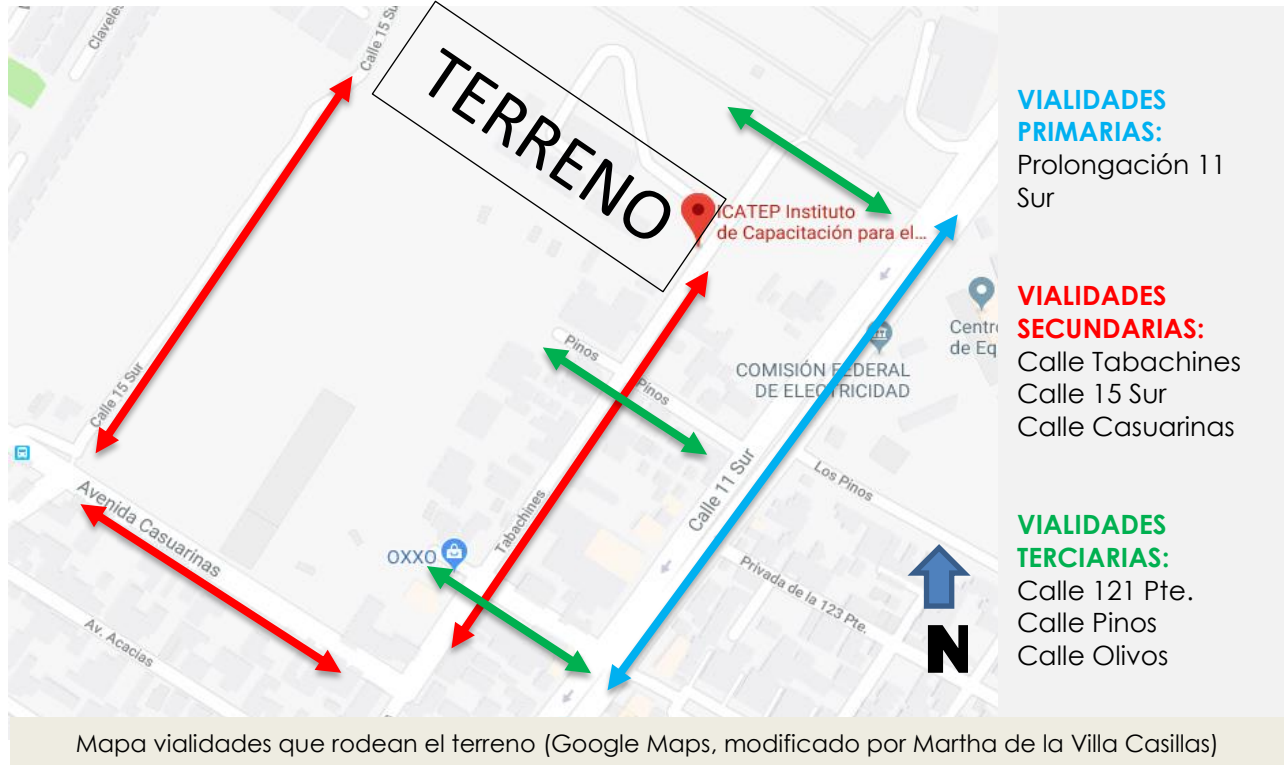 Claveles
Calle 15 Su
TERRENO
ICATEP Instituto
de Capacitación para el...
Pinos
Pinos
COMISIÓN FEDERAL
DE ELECTRICIDAD
Centro
de Eq
Calle 15 Sur
Avenida Casuarinas
Tabachines
Calle 11 Sur
Los Pinos
OXXO
Privada de la 123 Pte.
Av. Acacias
N
VIALIDADES
PRIMARIAS:
Prolongación 11
Sur
VIALIDADES
SECUNDARIAS:
Calle Tabachines
Calle 15 Sur
Calle Casuarinas
VIALIDADES
TERCIARIAS:
Calle 121 Pte.
Calle Pinos
Calle Olivos
Mapa vialidades que rodean el terreno (Google Maps, modificado por Martha de la Villa Casillas)